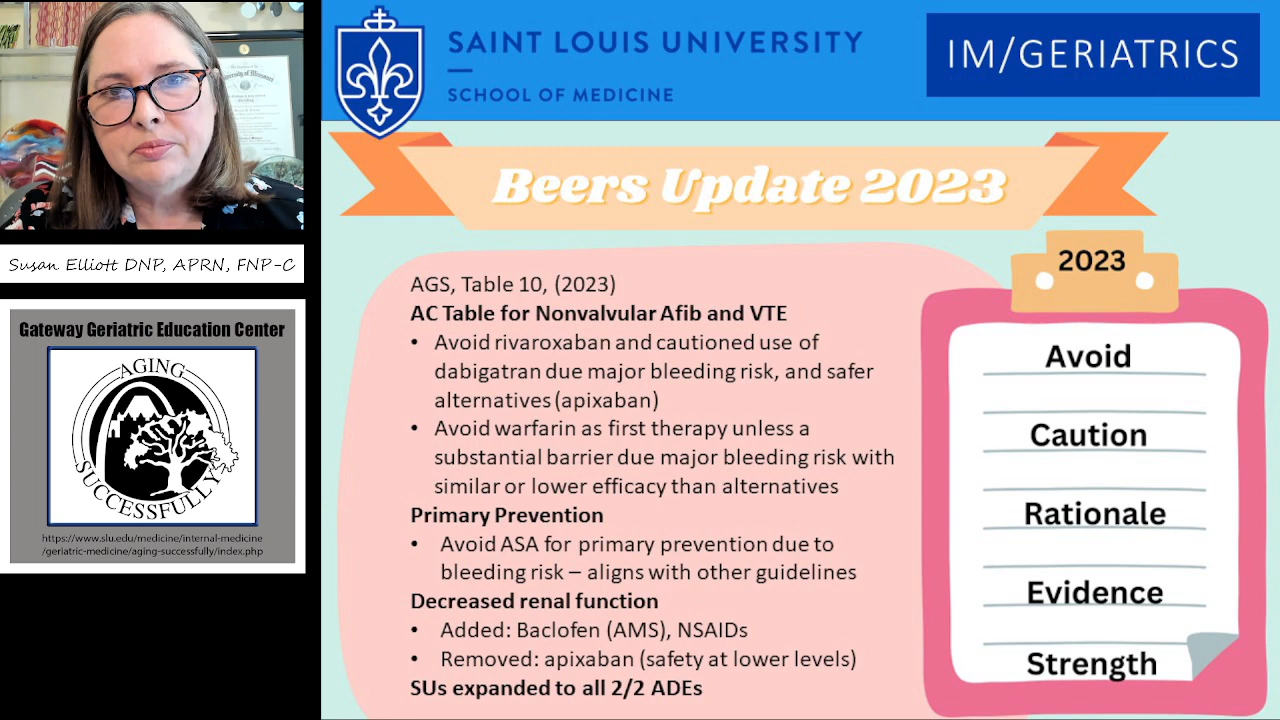 SAINT LOUIS UNIVERSITY
SCHOOL OF MEDICINE
IM/GERIATRICS
Beers Update 2023
Susan Elliott DNP, APRN, FNP-C
Gateway Geriatric Education Center
AGING
SUCCESSFULLY
https://www.slu.edu/medicine/internal-medicine
/geriatric-medicine/aging-successfully/index.php
AGS, Table 10, (2023)
AC Table for Nonvalvular Afib and VTE
• Avoid rivaroxaban and cautioned use of
dabigatran due major bleeding risk, and safer
alternatives (apixaban)
• Avoid warfarin as first therapy unless a
substantial barrier due major bleeding risk with
similar or lower efficacy than alternatives
Primary Prevention
• Avoid ASA for primary prevention due to
bleeding risk – aligns with other guidelines
Decreased renal function
• Added: Baclofen (AMS), NSAIDs
• Removed: apixaban (safety at lower levels)
SUs expanded to all 2/2 ADEs
2023
Avoid
Caution
Rationale
Evidence
Strength